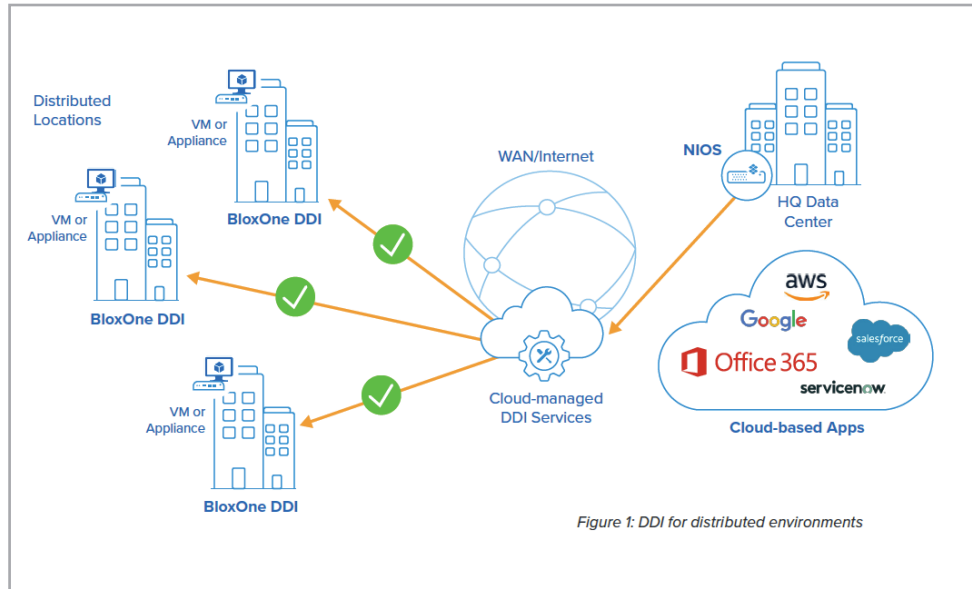 Distributed
Locations
VM or
Appliance
BloxOne DDI
VM or
Appliance
BloxOne DDI
VM or
Appliance
BloxOne DDI
WAN/Internet
Cloud-managed
DDI Services
NIOS
HQ Data
Center
aws
Google
salesforce
Office 365
servicenow
Cloud-based Apps
Figure 1: DDI for distributed environments